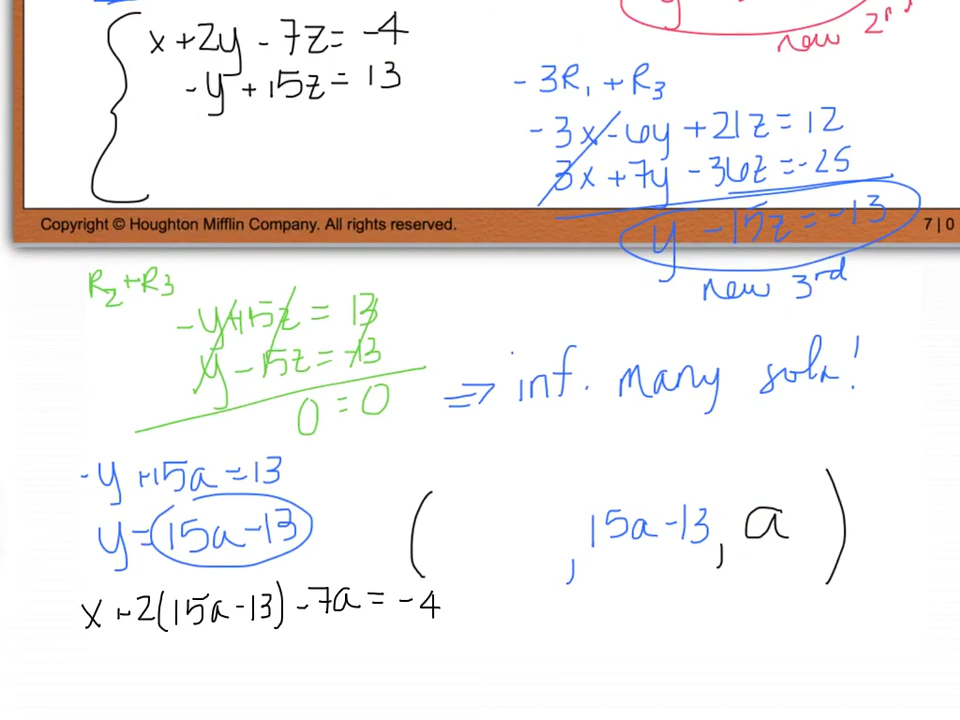 x + 2y - 7z = -4
-y + 15z = 13
new 2nd
-3R₁ + R₃
-3x - 6y + 21z = 12
3x + 7y - 36z = -25
y - 15z = -13
new 3rd
Copyright © Houghton Mifflin Company. All rights reserved.
7 | 0
R₂ + R₃
-y + 15z = 13
y - 15z = -13
0 = 0
⇒ inf. many soln!
-y + 15a = 13
y = 15a - 13
( , 15a - 13, a )
x + 2(15a - 13) - 7a = -4